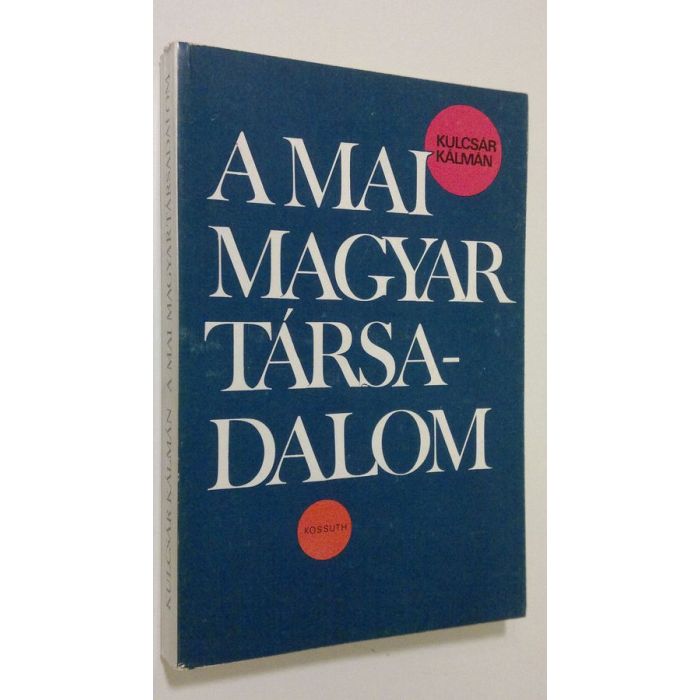 KULCSÁR
KÁLMÁN
A MAI
MAGYAR
TÁRSA-
DALOM
KOSSUTH
KULCSÁR KÁLMÁN A MAI MAGYAR TÁRSADALOM